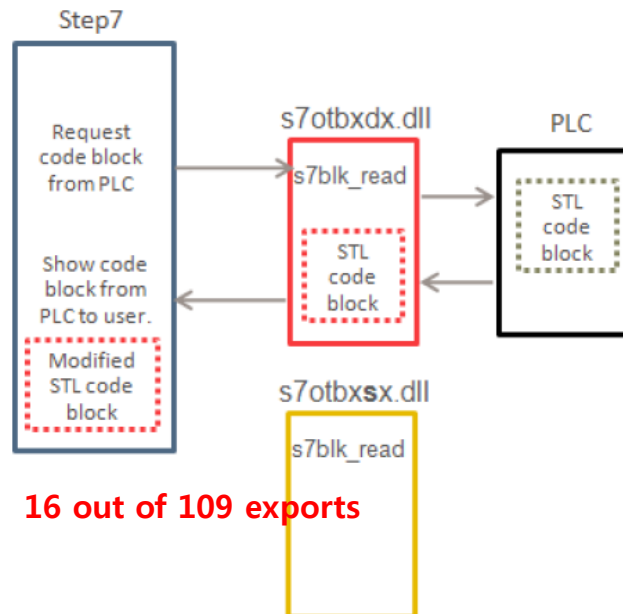 Step7
Request
code block
from PLC
Show code
block from
PLC to user.
Modified
STL code
block
s7otbxdx.dll
s7blk_read
STL
code
block
PLC
STL
code
block
s7otbxsx.dll
s7blk_read
16 out of 109 exports